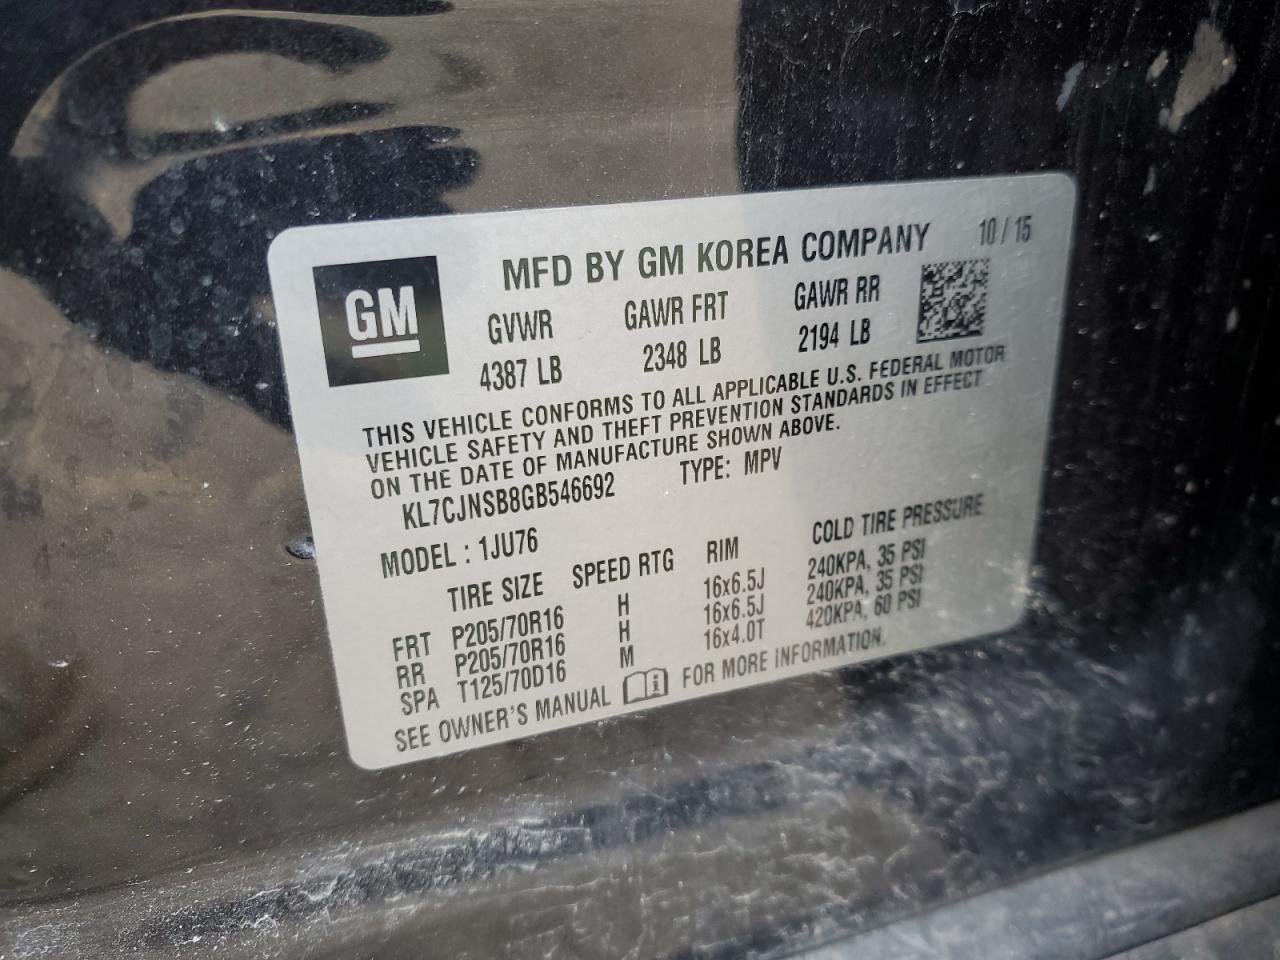 GM
MFD BY GM KOREA COMPANY 10 / 15
GVWR GAWR FRT GAWR RR
4387 LB 2348 LB 2194 LB
THIS VEHICLE CONFORMS TO ALL APPLICABLE U.S. FEDERAL MOTOR
VEHICLE SAFETY AND THEFT PREVENTION STANDARDS IN EFFECT
ON THE DATE OF MANUFACTURE SHOWN ABOVE.
KL7CJNSB8GB546692 TYPE: MPV
MODEL : 1JU76
TIRE SIZE SPEED RTG RIM COLD TIRE PRESSURE
FRT P205/70R16 H 16x6.5J 240KPA, 35 PSI
RR P205/70R16 H 16x6.5J 240KPA, 35 PSI
SPA T125/70D16 M 16x4.0T 420KPA, 60 PSI
SEE OWNER'S MANUAL FOR MORE INFORMATION.